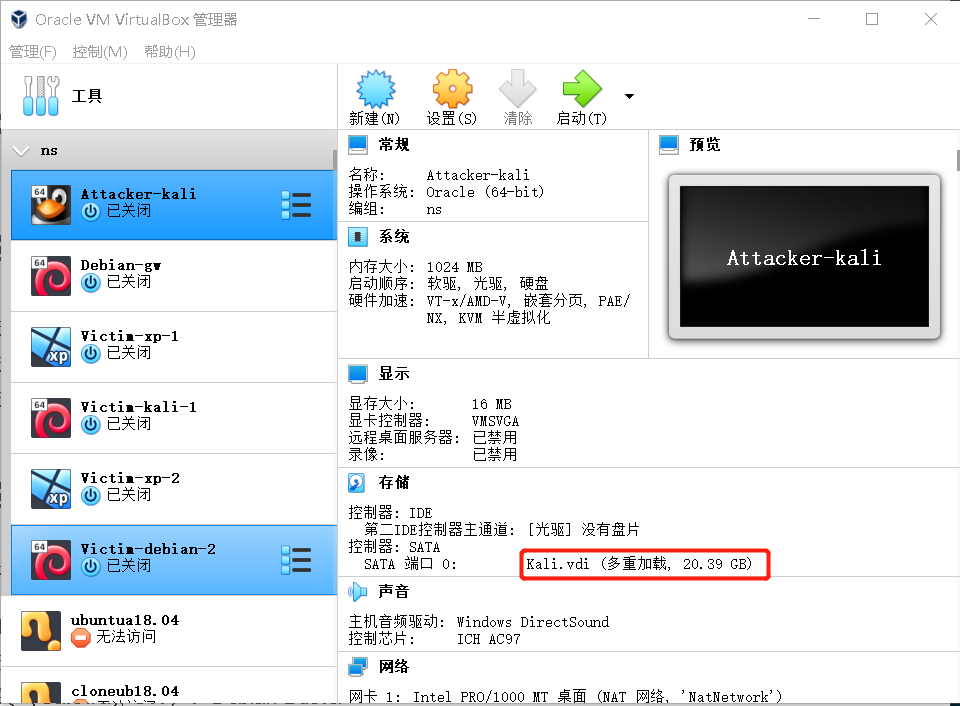 Oracle VM VirtualBox 管理器
管理(F) 控制(M) 帮助(H)
工具
新建(N) 设置(S) 清除 启动(T)
ns
64
Attacker-kali
已关闭
64
Debian-gw
已关闭
xp
Victim-xp-1
已关闭
64
Victim-kali-1
已关闭
xp
Victim-xp-2
已关闭
64
Victim-debian-2
已关闭
ubuntua18.04
无法访问
cloneub18.04
常规
名称: Attacker-kali
操作系统: Oracle (64-bit)
编组: ns
预览
Attacker-kali
系统
内存大小: 1024 MB
启动顺序: 软驱, 光驱, 硬盘
硬件加速: VT-x/AMD-V, 嵌套分页, PAE/
NX, KVM 半虚拟化
显示
显存大小: 16 MB
显卡控制器: VMSVGA
远程桌面服务器: 已禁用
录像: 已禁用
存储
控制器: IDE
第二IDE控制器主通道: [光驱] 没有盘片
控制器: SATA
SATA 端口 0: Kali.vdi (多重加载, 20.39 GB)
声音
主机音频驱动: Windows DirectSound
控制芯片: ICH AC97
网络
网卡 1: Intel PRO/1000 MT 桌面 (NAT 网络, 'NatNetwork')